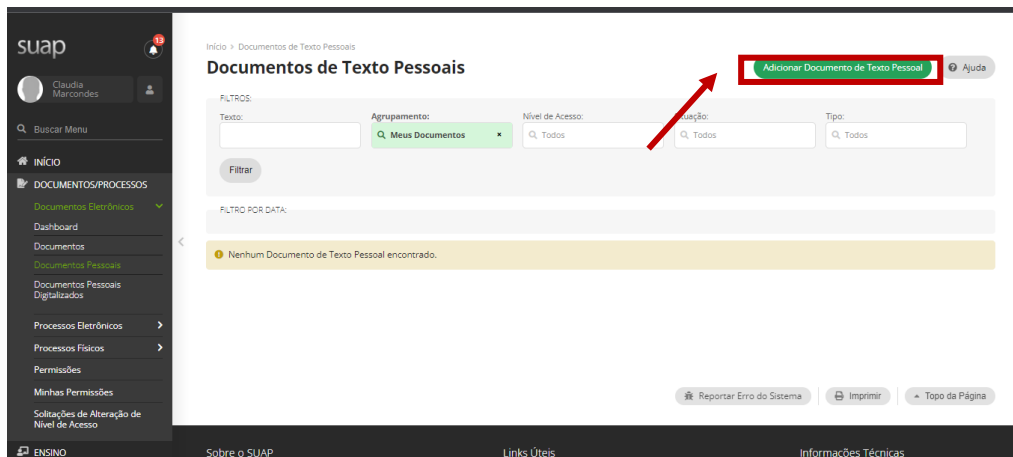 suap
13
Claudia
Marcondes
Buscar Menu
INÍCIO
DOCUMENTOS/PROCESSOS
Documentos Eletrônicos
Dashboard
Documentos
Documentos Pessoais
Documentos Pessoais
Digitalizados
Processos Eletrônicos
Processos Físicos
Permissões
Minhas Permissões
Solitações de Alteração de
Nível de Acesso
ENSINO
Início > Documentos de Texto Pessoais
Documentos de Texto Pessoais
Adicionar Documento de Texto Pessoal
Ajuda
FILTROS:
Texto:
Agrupamento:
Nível de Acesso:
Situação:
Tipo:
Meus Documentos ×
Todos
Todos
Todos
Filtrar
FILTRO POR DATA:
Nenhum Documento de Texto Pessoal encontrado.
Reportar Erro do Sistema
Imprimir
Topo da Página
Sobre o SUAP
Links Úteis
Informações Técnicas